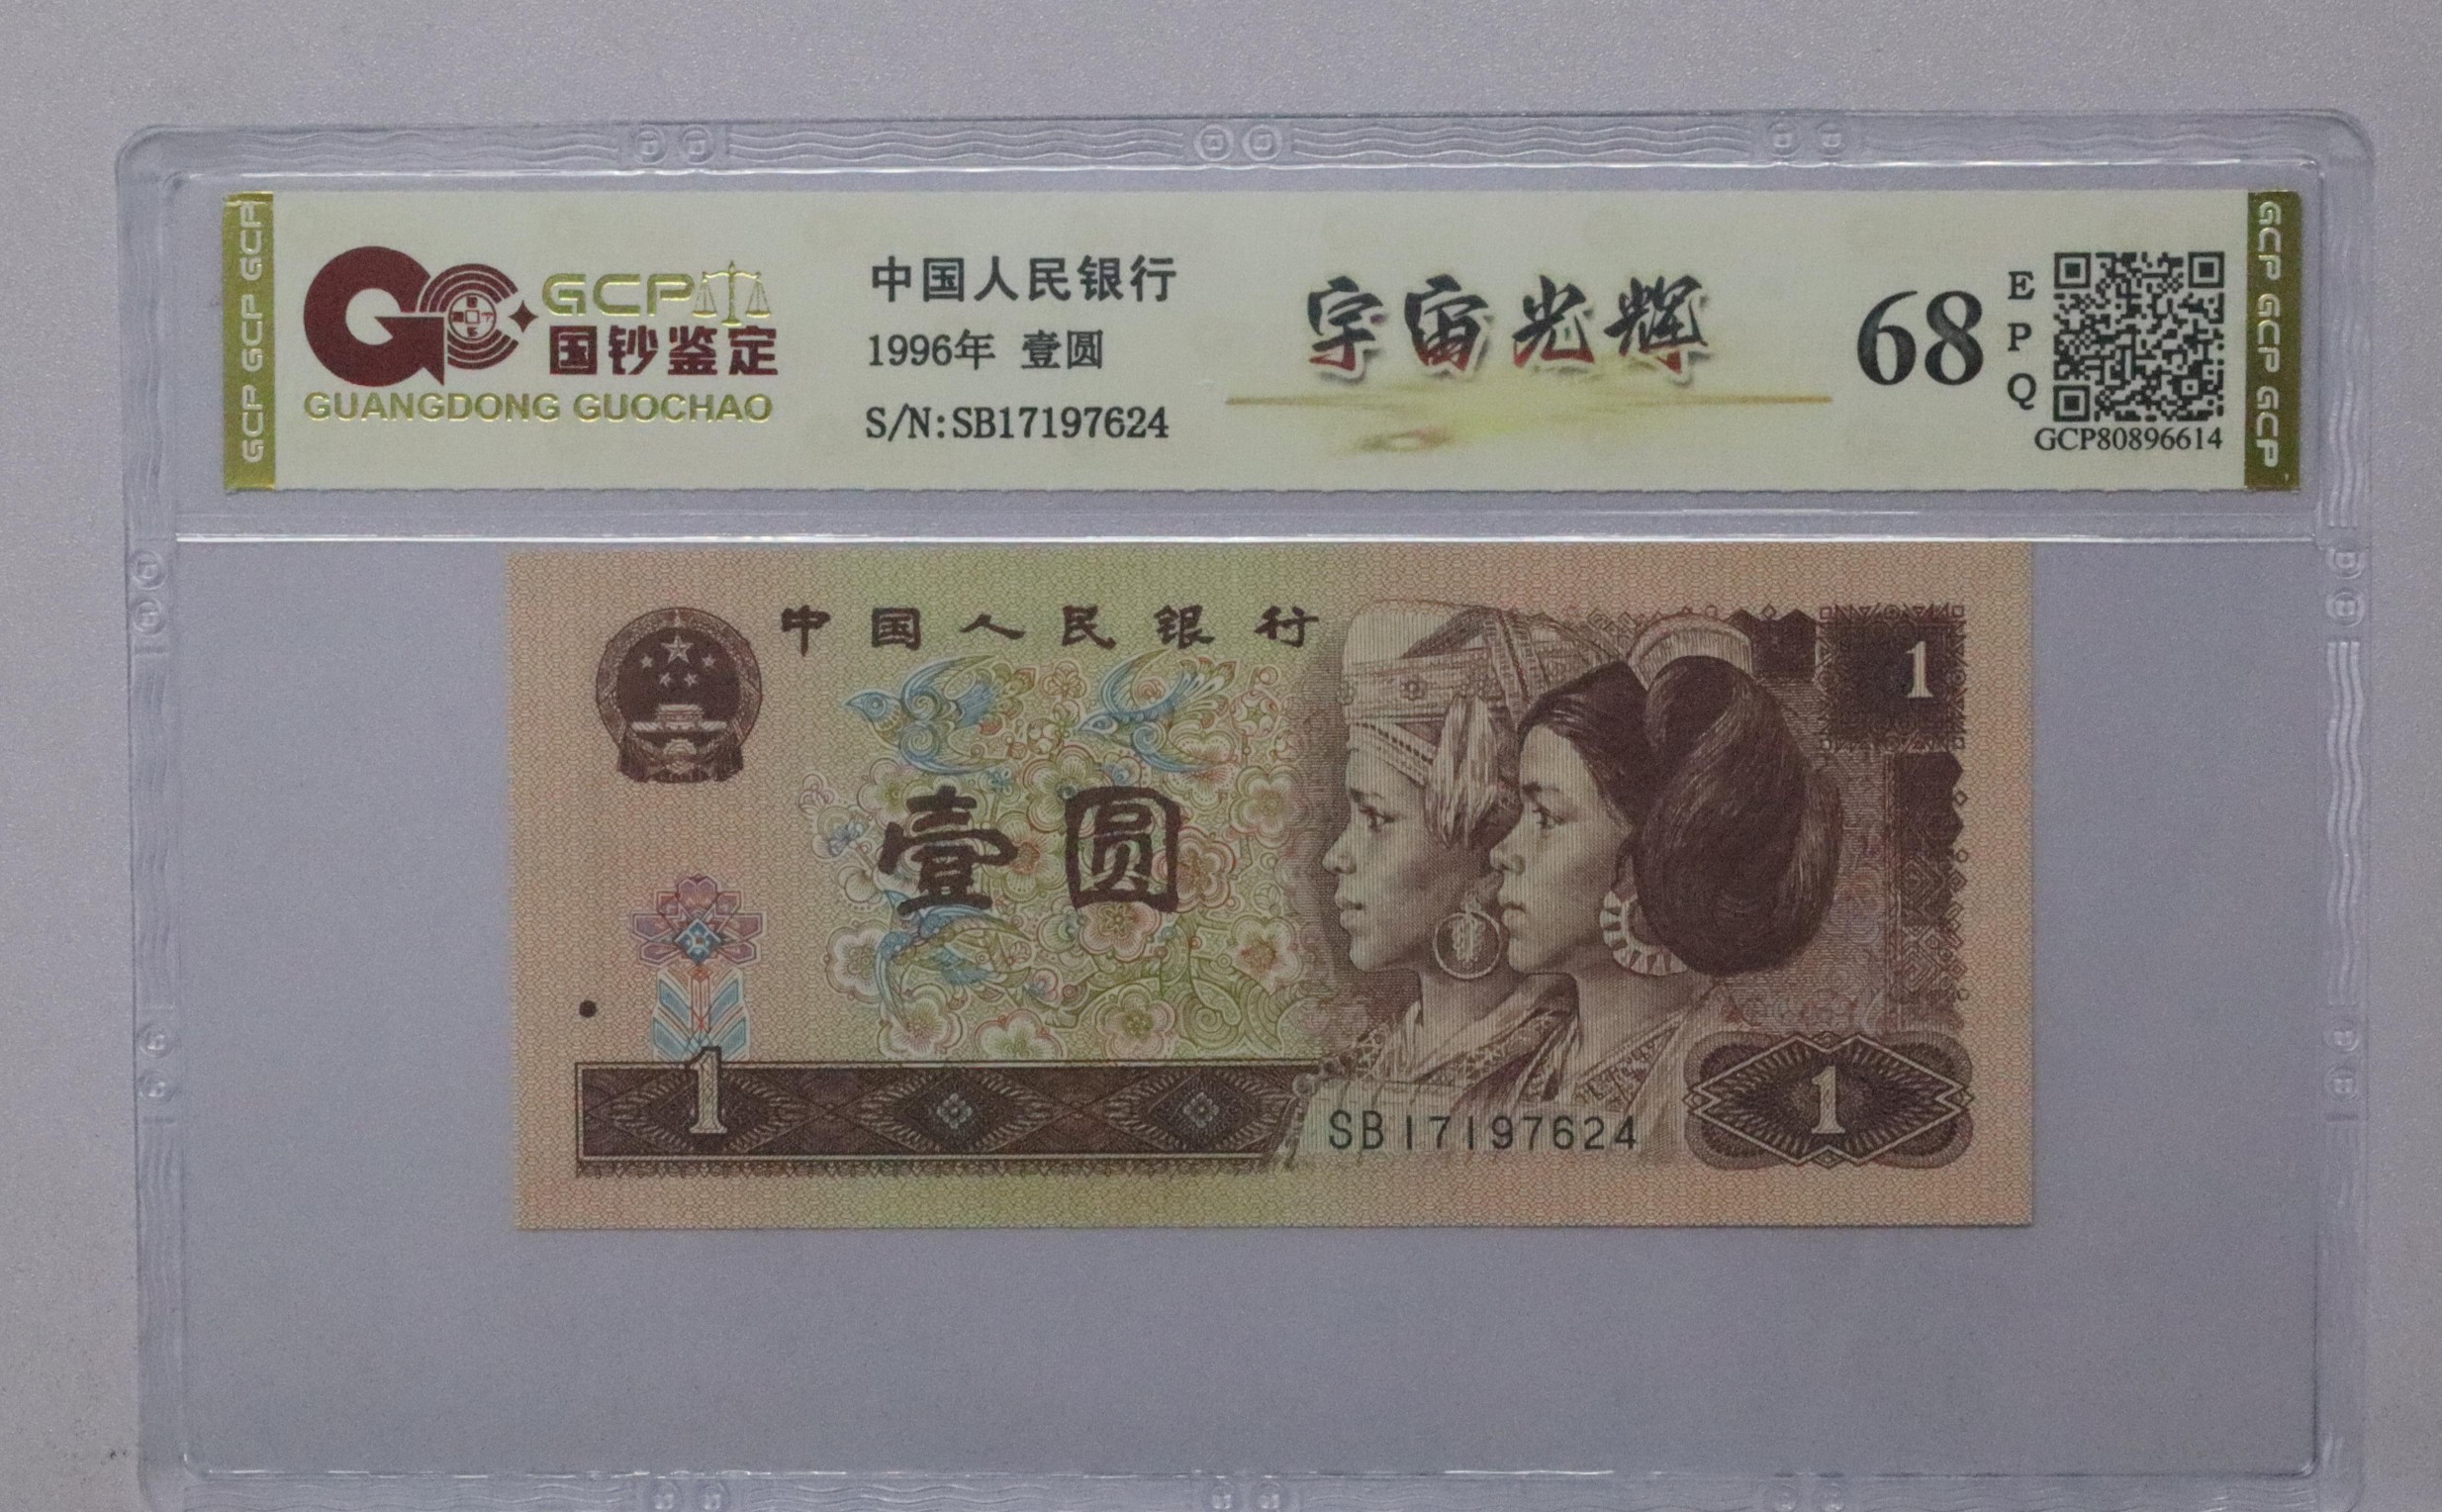 GCP GCP GCP
GCP
国钞鉴定
GUANGDONG GUOCHAO
中国人民银行
1996年 壹圆
S/N:SB17197624
宇宙光辉
68
E
P
Q
GCP80896614
GCP GCP GCP GCP
中国人民银行
1
壹圆
1
SB17197624
1